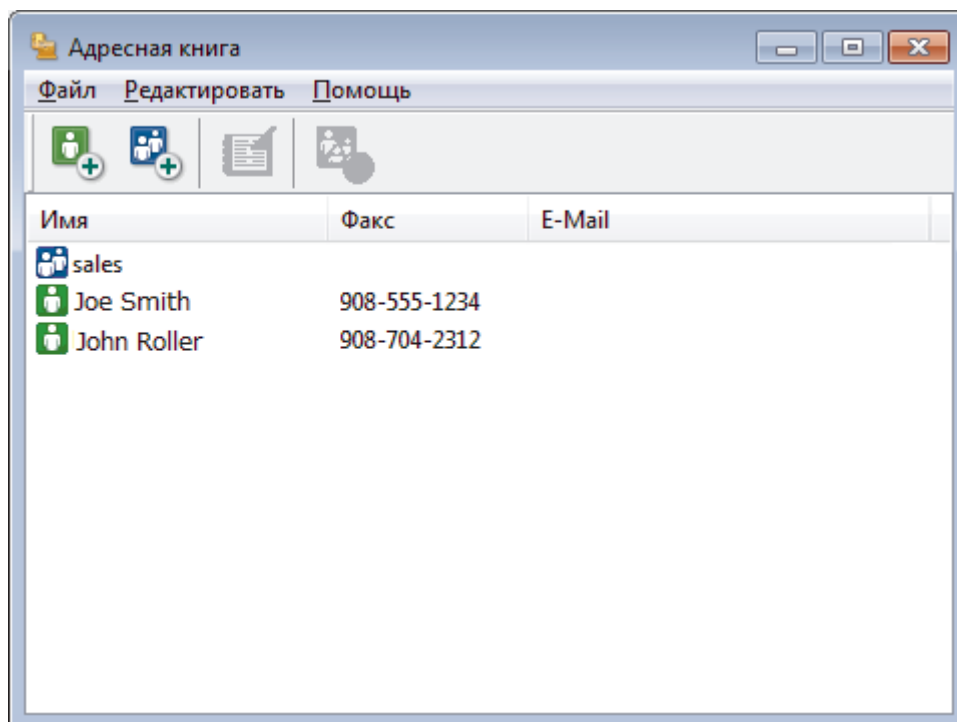 Адресная книга
Файл Редактировать Помощь
Имя Факс E-Mail
sales
Joe Smith 908-555-1234
John Roller 908-704-2312